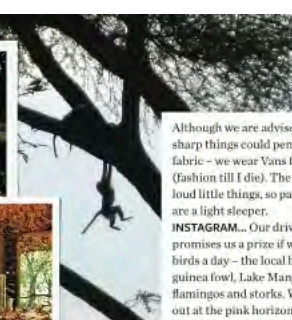 Although we are advise
sharp things could pen
fabric – we wear Vans f
(fashion till I die). The
loud little things, so pa
are a light sleeper.
INSTAGRAM... Our driv
promises us a prize if w
birds a day – the local b
guinea fowl, Lake Man
flamingos and storks. W
out at the pink horizon